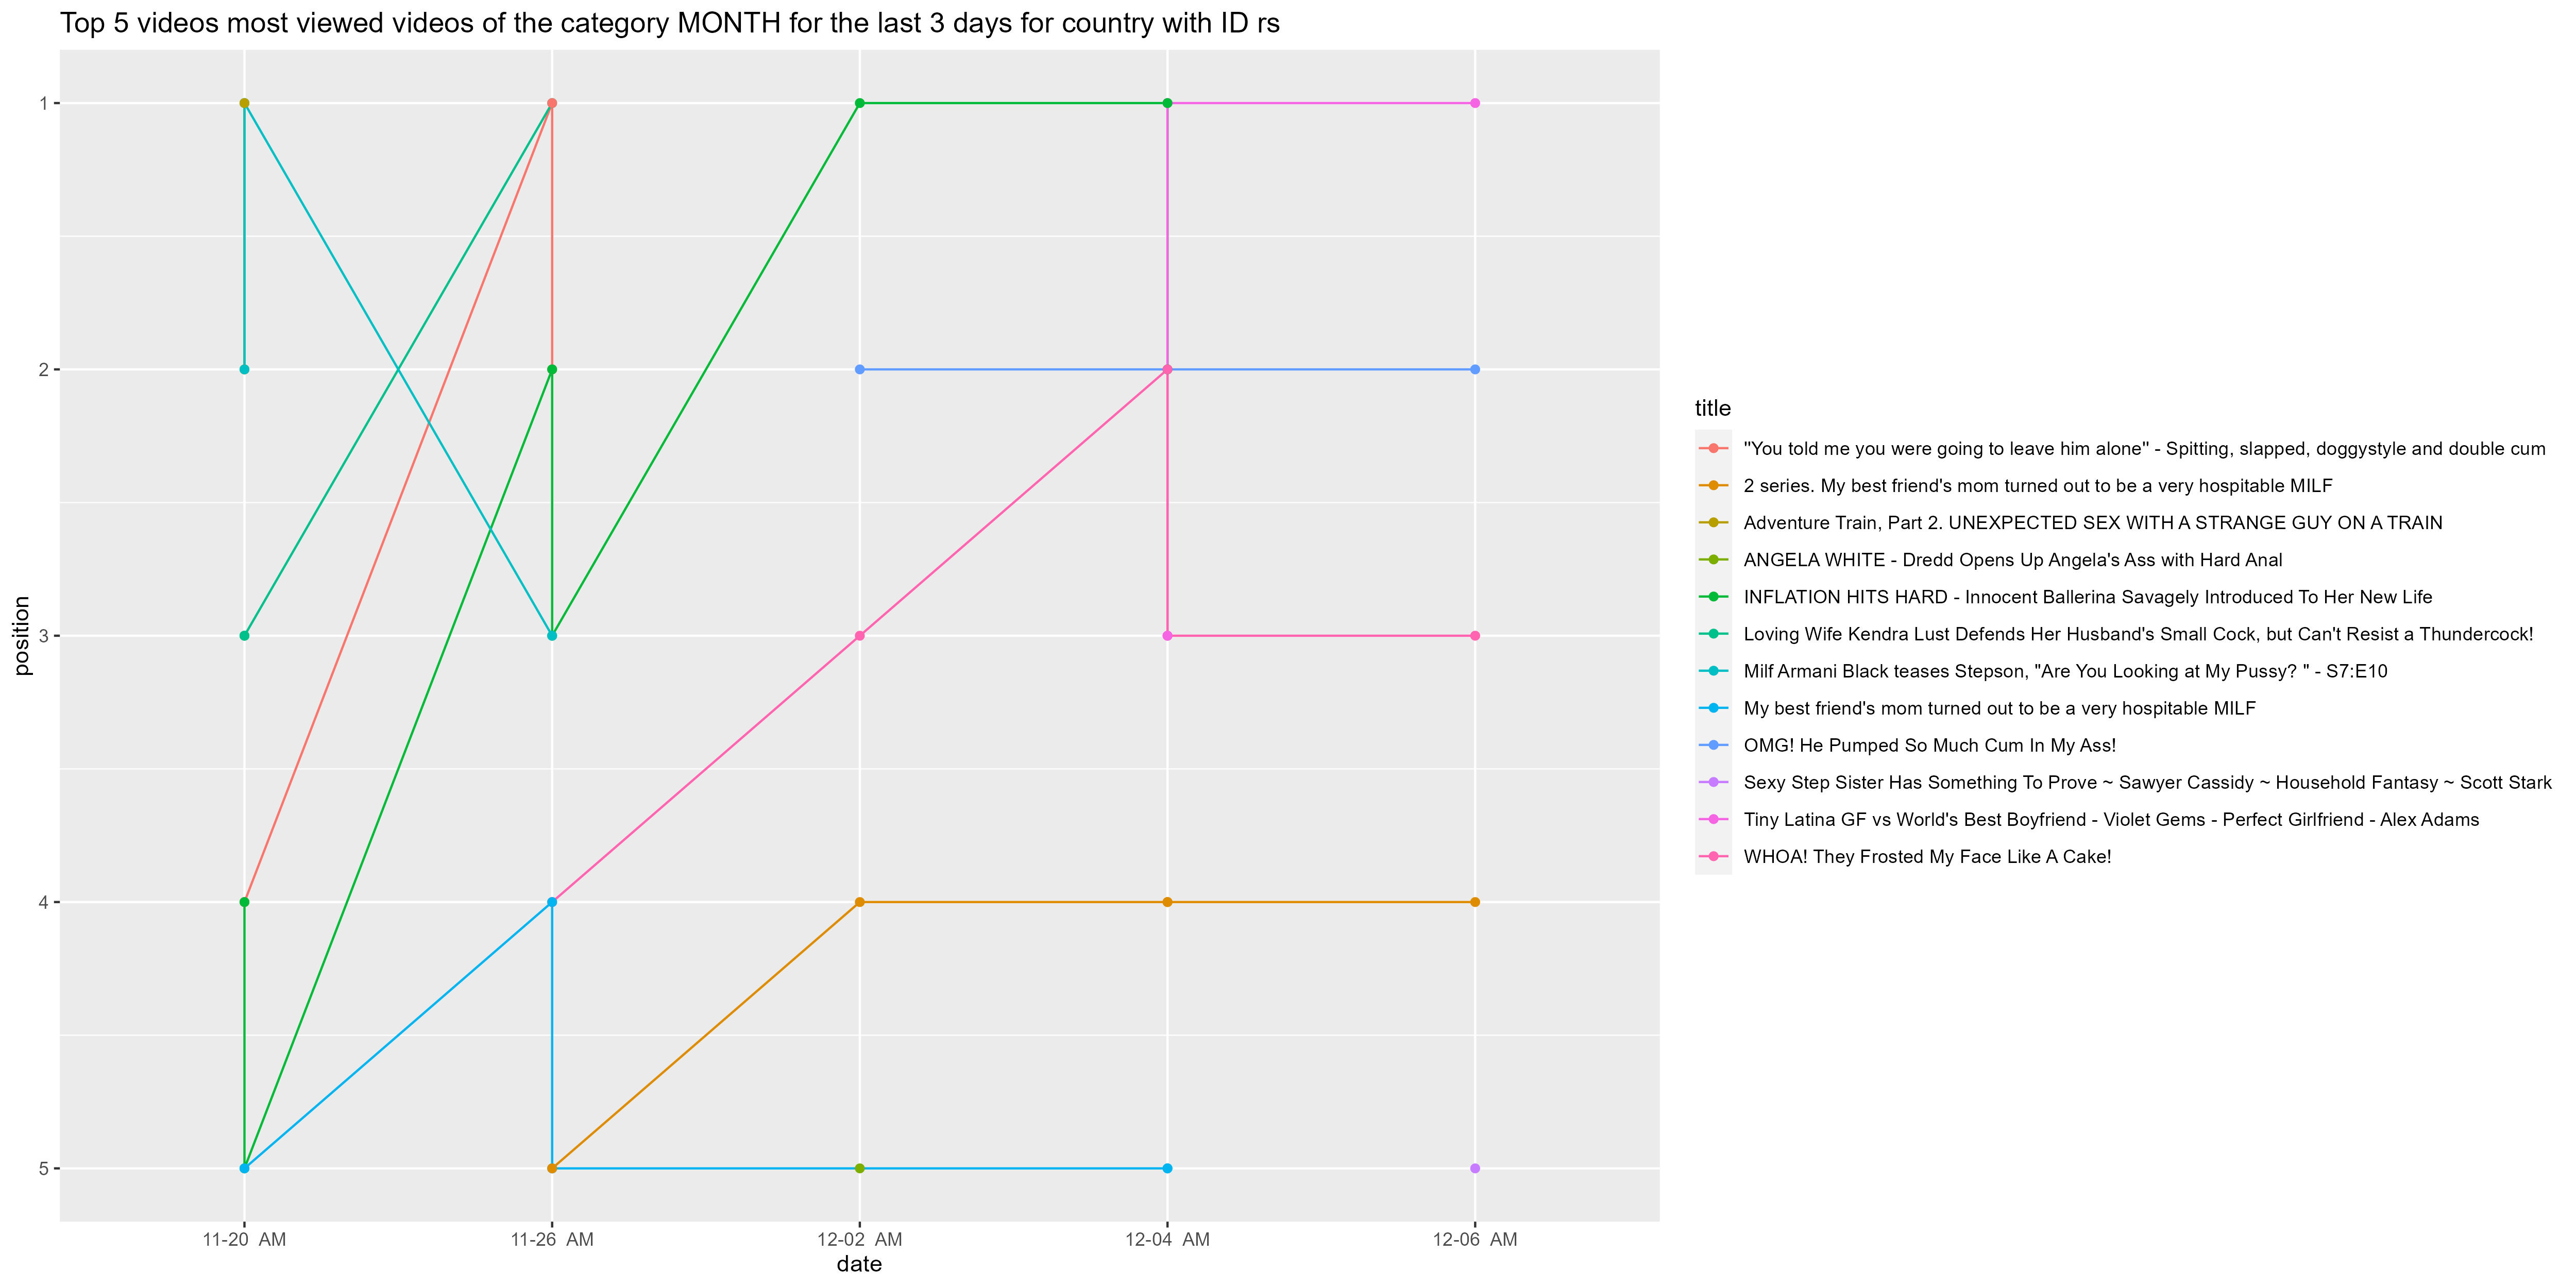 Top 5 videos most viewed videos of the category MONTH for the last 3 days for country with ID rs
position
1
2
3
4
5
11-20  AM
11-26  AM
12-02  AM
12-04  AM
12-06  AM
date
title
"You told me you were going to leave him alone" - Spitting, slapped, doggystyle and double cum
2 series. My best friend's mom turned out to be a very hospitable MILF
Adventure Train, Part 2. UNEXPECTED SEX WITH A STRANGE GUY ON A TRAIN
ANGELA WHITE - Dredd Opens Up Angela's Ass with Hard Anal
INFLATION HITS HARD - Innocent Ballerina Savagely Introduced To Her New Life
Loving Wife Kendra Lust Defends Her Husband's Small Cock, but Can't Resist a Thundercock!
Milf Armani Black teases Stepson, "Are You Looking at My Pussy? " - S7:E10
My best friend's mom turned out to be a very hospitable MILF
OMG! He Pumped So Much Cum In My Ass!
Sexy Step Sister Has Something To Prove ~ Sawyer Cassidy ~ Household Fantasy ~ Scott Stark
Tiny Latina GF vs World's Best Boyfriend - Violet Gems - Perfect Girlfriend - Alex Adams
WHOA! They Frosted My Face Like A Cake!